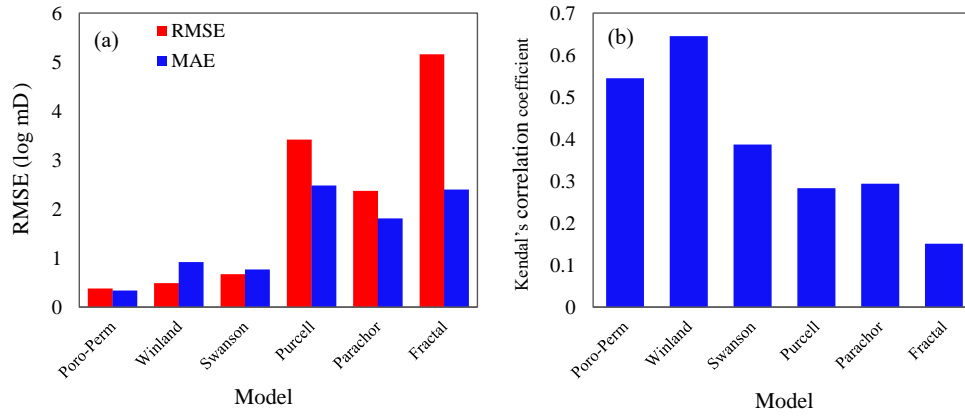 (a)
RMSE
MAE
RMSE (log mD)
6
5
4
3
2
1
0
Poro-Perm
Winland
Swanson
Purcell
Parachor
Fractal
Model
(b)
Kendal's correlation coefficient
0.7
0.6
0.5
0.4
0.3
0.2
0.1
0
Poro-Perm
Winland
Swanson
Purcell
Parachor
Fractal
Model